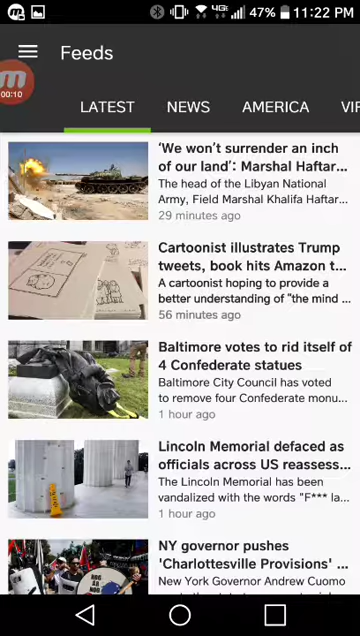 47% 11:22 PM
Feeds
00:10
LATEST NEWS AMERICA
'We won't surrender an inch
of our land': Marshal Haftar...
The head of the Libyan National
Army, Field Marshal Khalifa Haftar...
29 minutes ago
Cartoonist illustrates Trump
tweets, book hits Amazon t...
A cartoonist hoping to provide a
better understanding of "the mind ...
56 minutes ago
Baltimore votes to rid itself of
4 Confederate statues
Baltimore City Council has voted
to remove four Confederate monu...
1 hour ago
Lincoln Memorial defaced as
officials across US reassess...
The Lincoln Memorial has been
vandalized with the words "F*** la...
1 hour ago
NY governor pushes
'Charlottesville Provisions' ...
New York Governor Andrew Cuomo